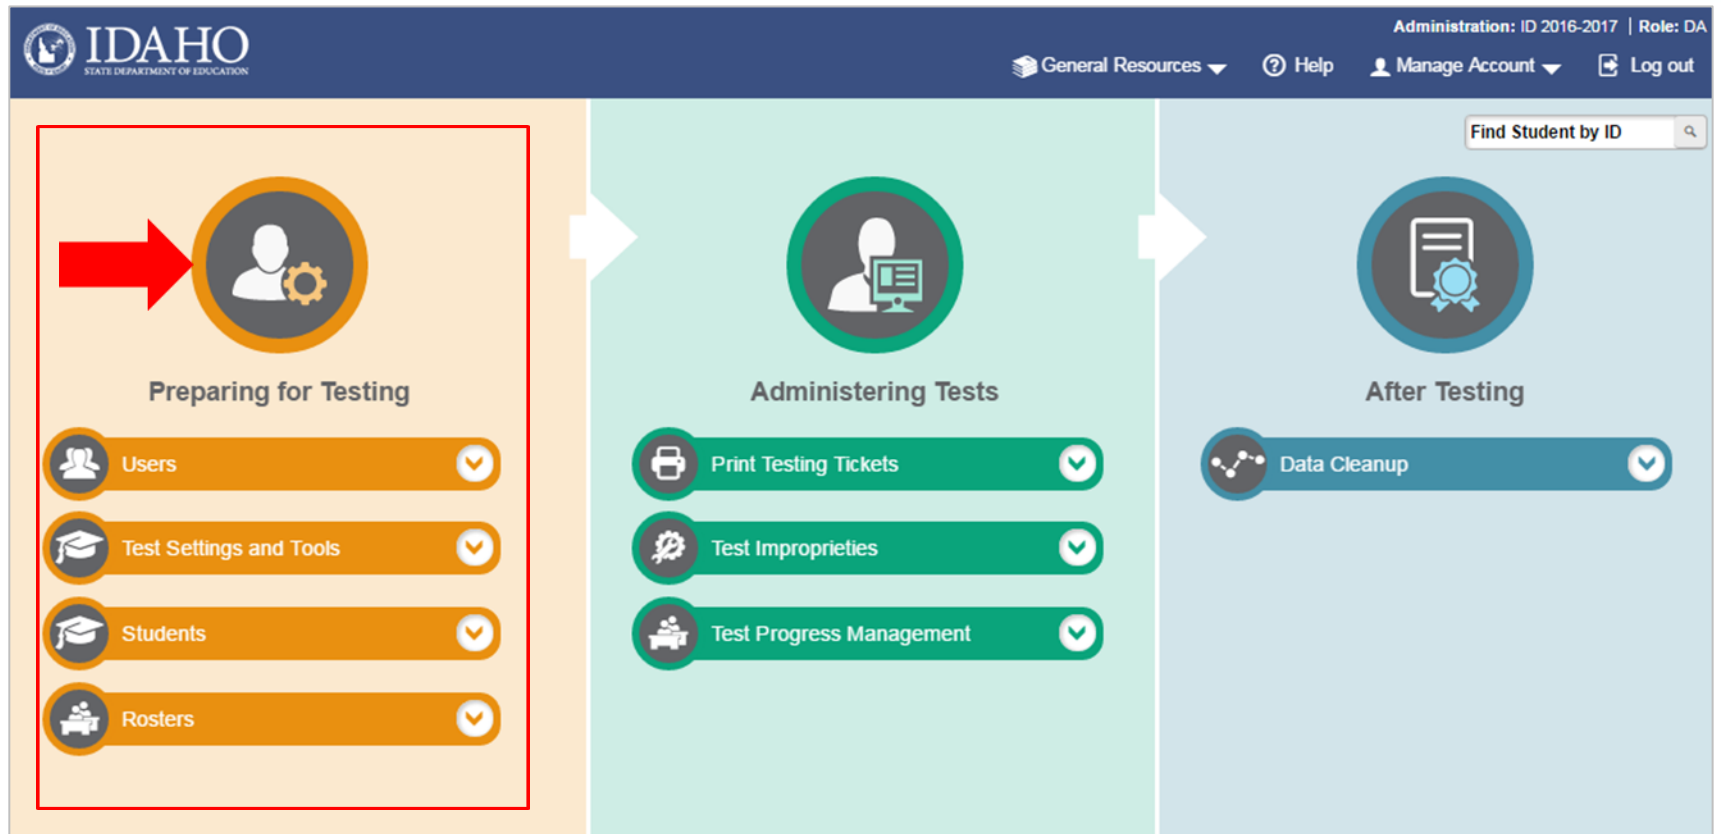 IDAHO
STATE DEPARTMENT OF EDUCATION
Administration: ID 2016-2017 | Role: DA
General Resources
Help
Manage Account
Log out
Find Student by ID
Preparing for Testing
Users
Test Settings and Tools
Students
Rosters
Administering Tests
Print Testing Tickets
Test Improprieties
Test Progress Management
After Testing
Data Cleanup